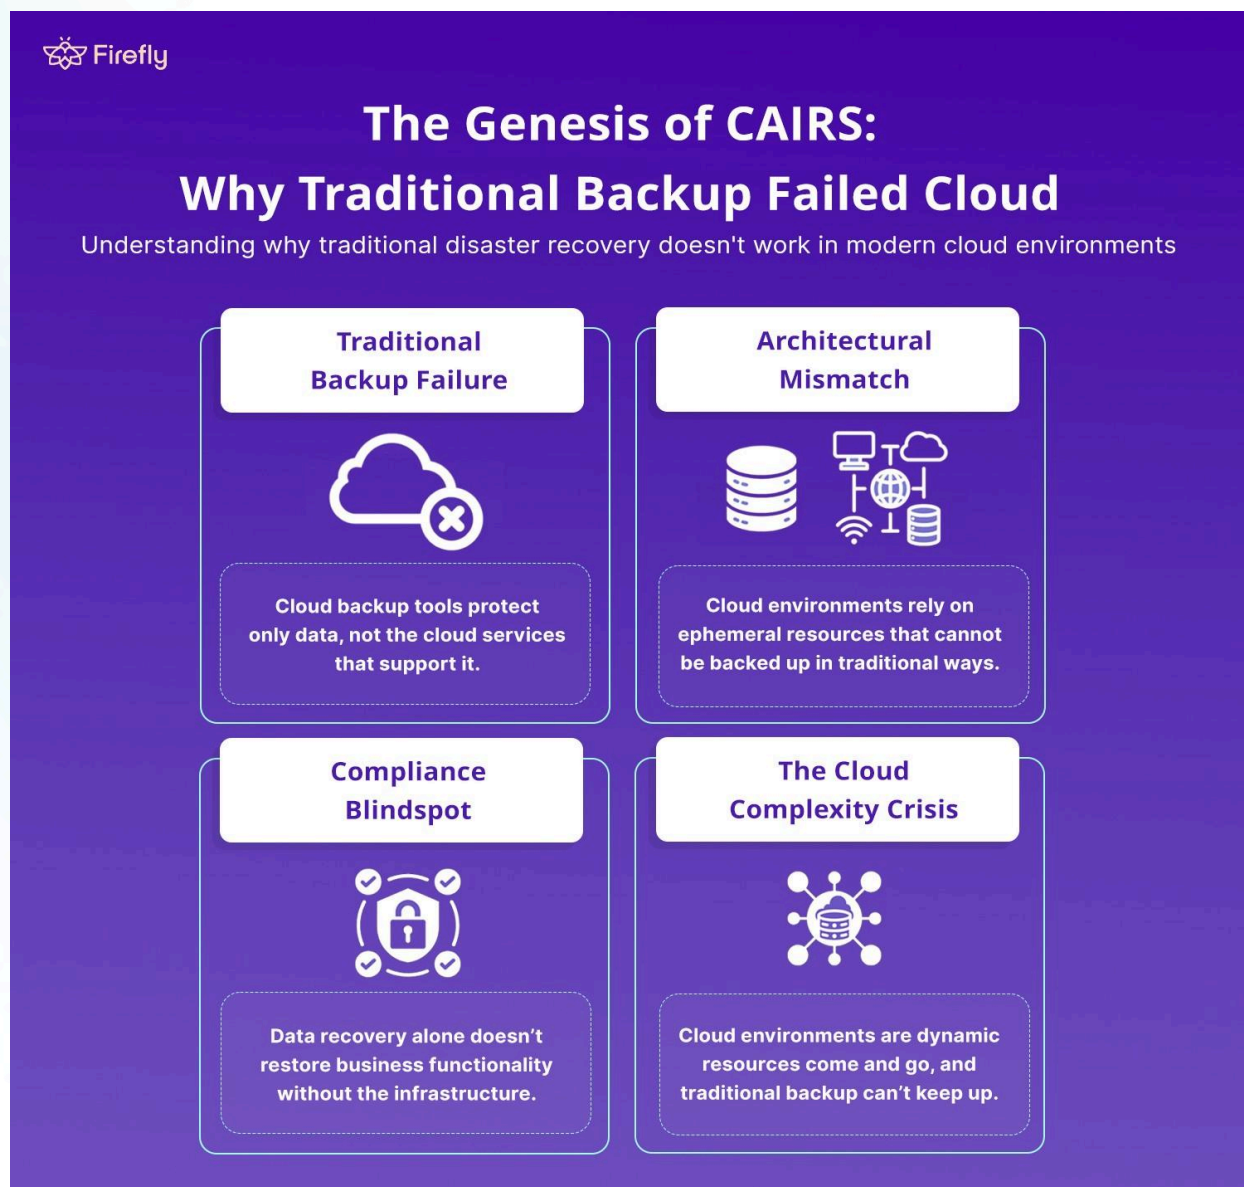 Firefly
The Genesis of CAIRS:
Why Traditional Backup Failed Cloud
Understanding why traditional disaster recovery doesn't work in modern cloud environments
Traditional
Backup Failure
Cloud backup tools protect
only data, not the cloud services
that support it.
Architectural
Mismatch
Cloud environments rely on
ephemeral resources that cannot
be backed up in traditional ways.
Compliance
Blindspot
Data recovery alone doesn’t
restore business functionality
without the infrastructure.
The Cloud
Complexity Crisis
Cloud environments are dynamic
resources come and go, and
traditional backup can’t keep up.